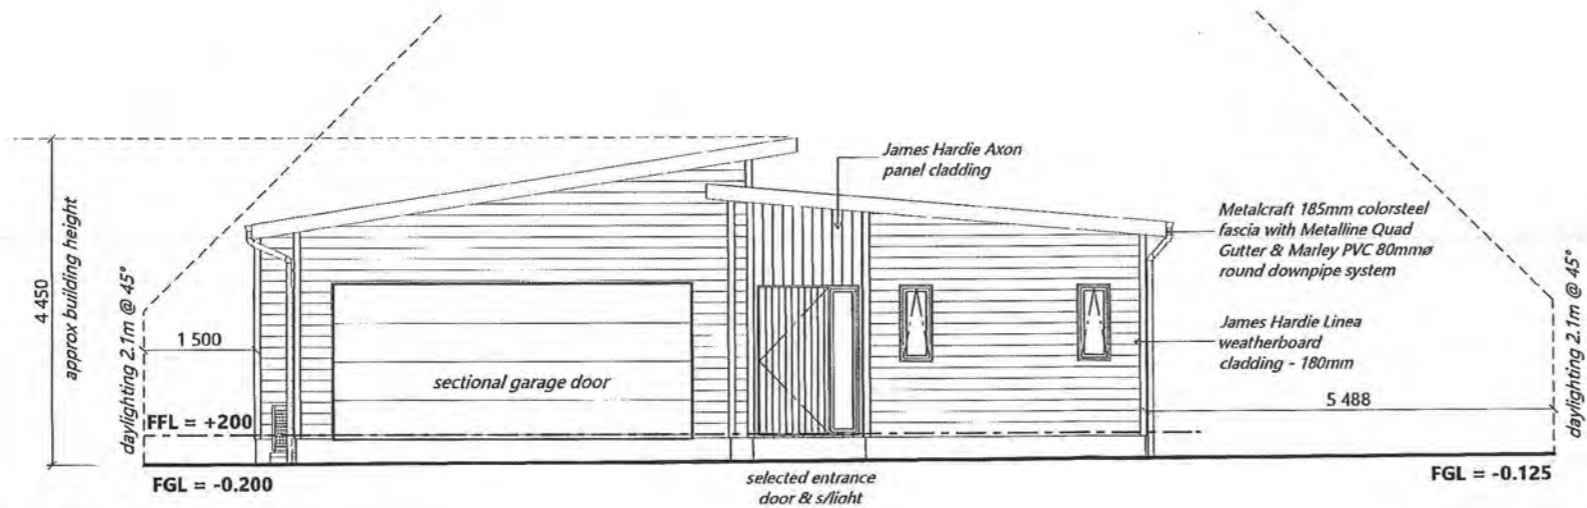 James Hardie Axon
panel cladding
Metalcraft 185mm colorsteel
fascia with Metalline Quad
Gutter & Marley PVC 80mmø
round downpipe system
James Hardie Linea
weatherboard
cladding - 180mm
4 450
approx building height
daylighting 2.1m @ 45°
1 500
sectional garage door
FFL = +200
5 488
daylighting 2.1m @ 45°
FGL = -0.200
selected entrance
door & s/light
FGL = -0.125